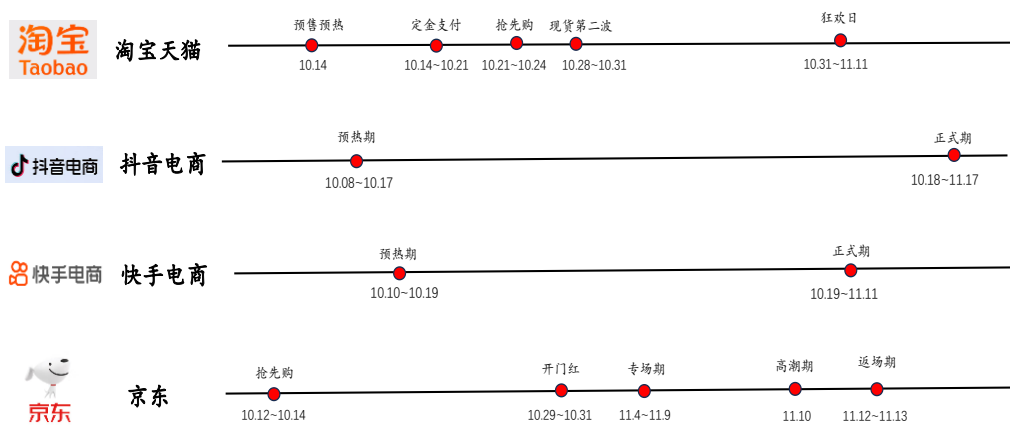 淘宝
Taobao
淘宝天猫
预售预热 定金支付 抢先购 现货第二波 狂欢日
10.14 10.14~10.21 10.21~10.24 10.28~10.31 10.31~11.11
抖音电商
抖音电商
预热期 正式期
10.08~10.17 10.18~11.17
快手电商
快手电商
预热期 正式期
10.10~10.19 10.19~11.11
京东
京东
抢先购 开门红 专场期 高潮期 返场期
10.12~10.14 10.29~10.31 11.4~11.9 11.10 11.12~11.13